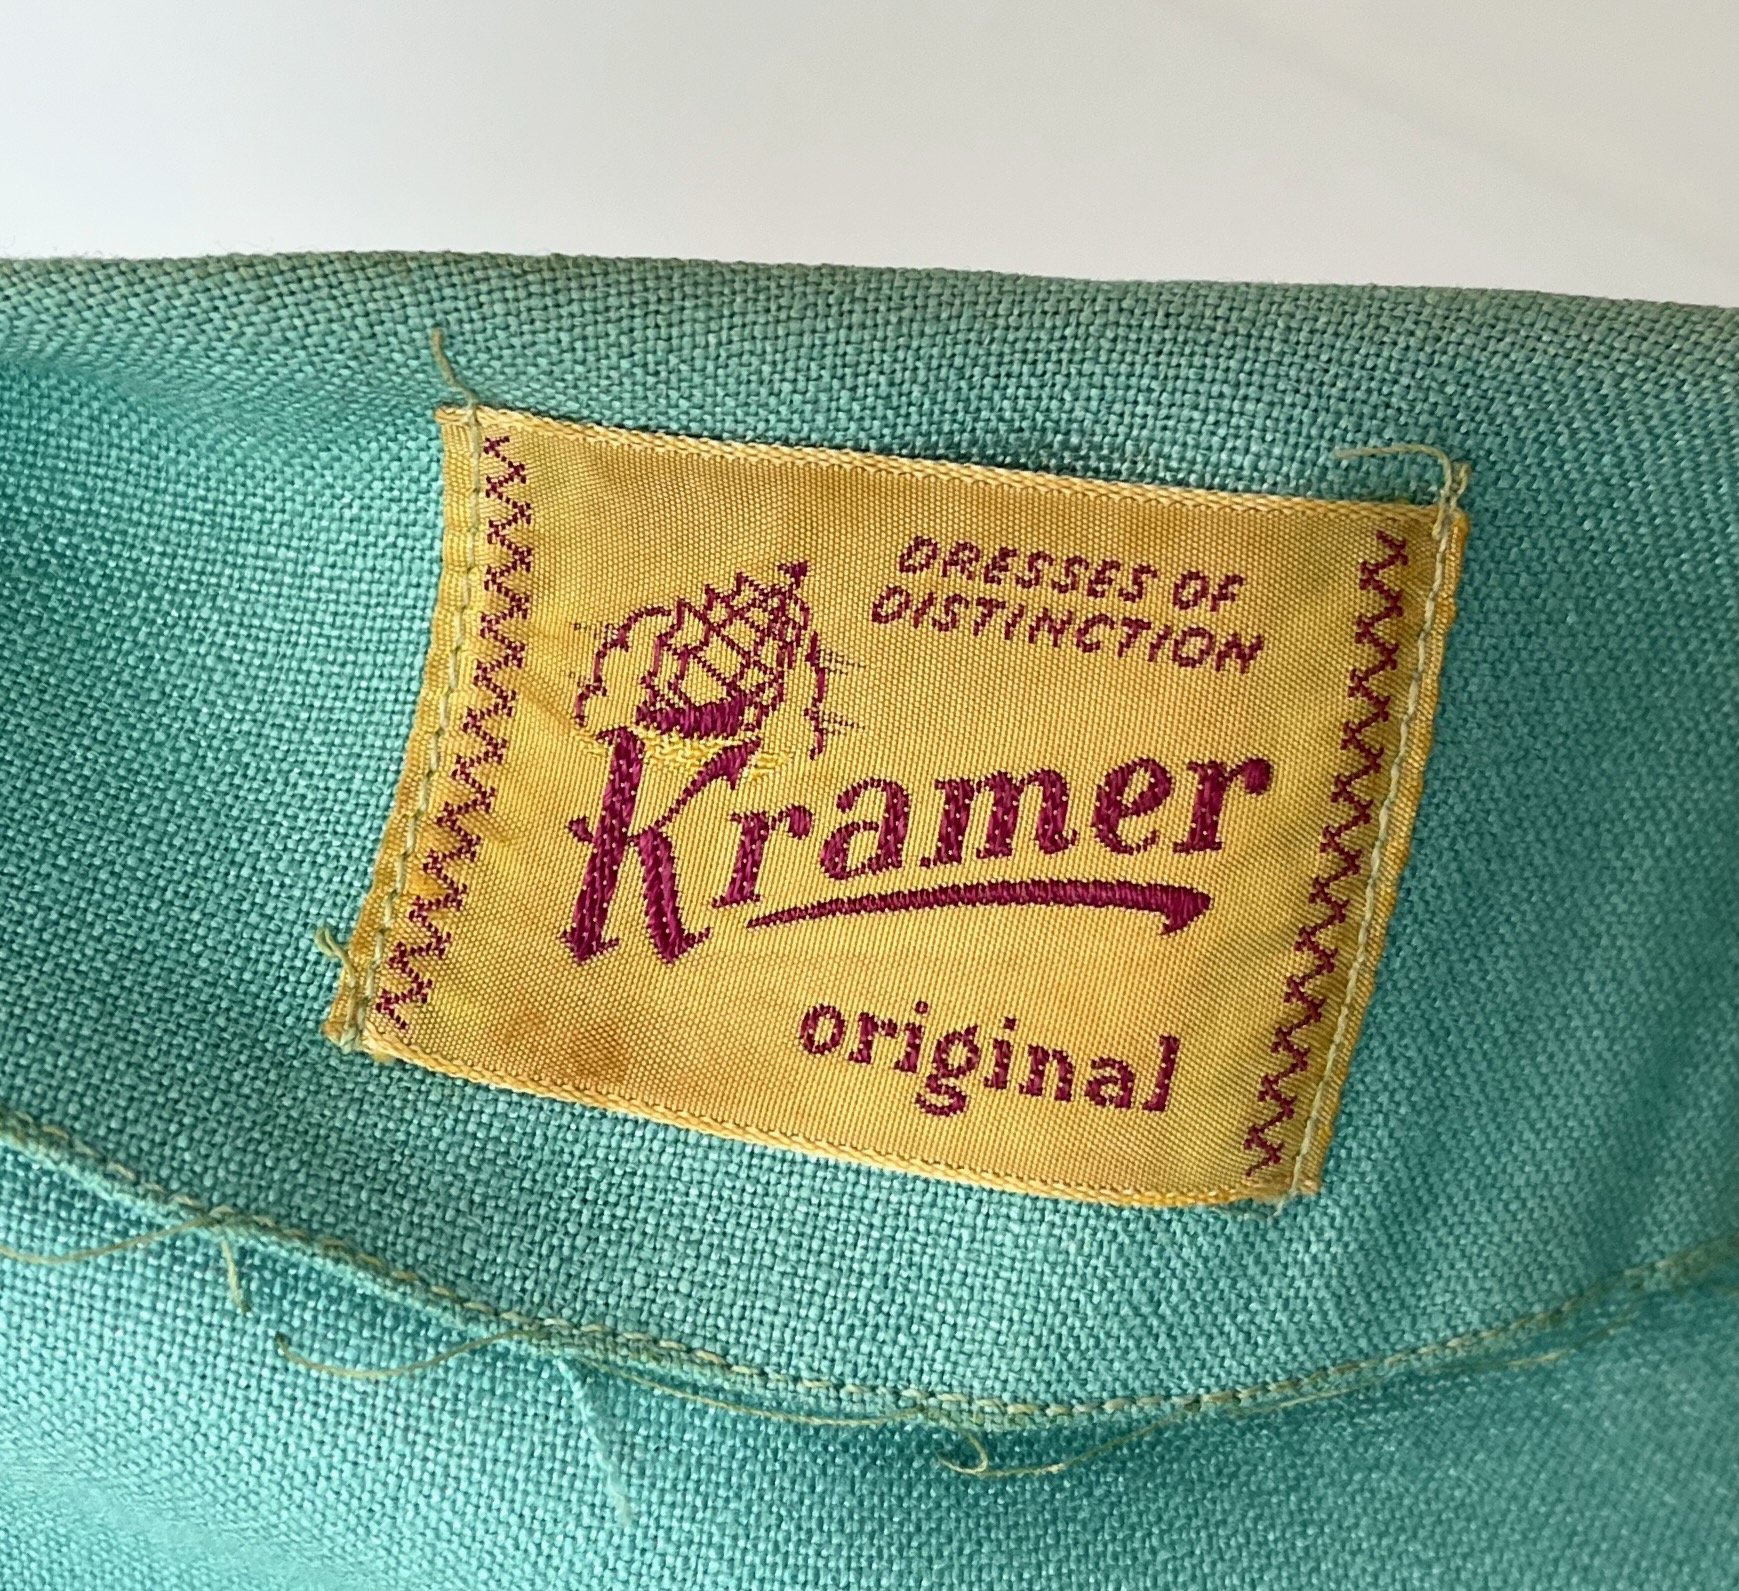 DRESSES OF
DISTINCTION
Kramer
original